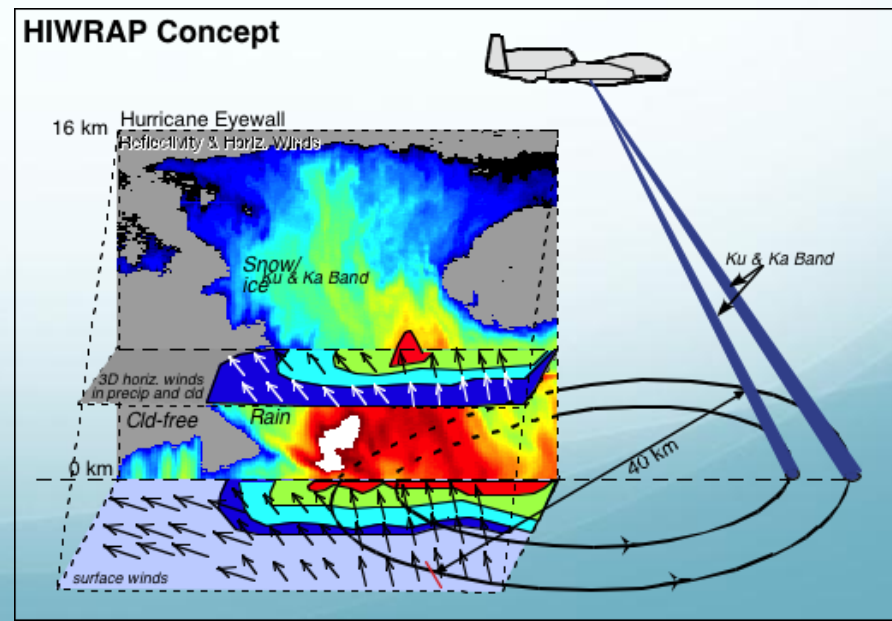 HIWRAP Concept
Hurricane Eyewall
16 km
Reflectivity & Horiz. Winds
Snow/
ice
Ku & Ka Band
Ku & Ka Band
3D horiz. winds
in precip and cld
Cld-free
Rain
0 km
40 km
surface winds